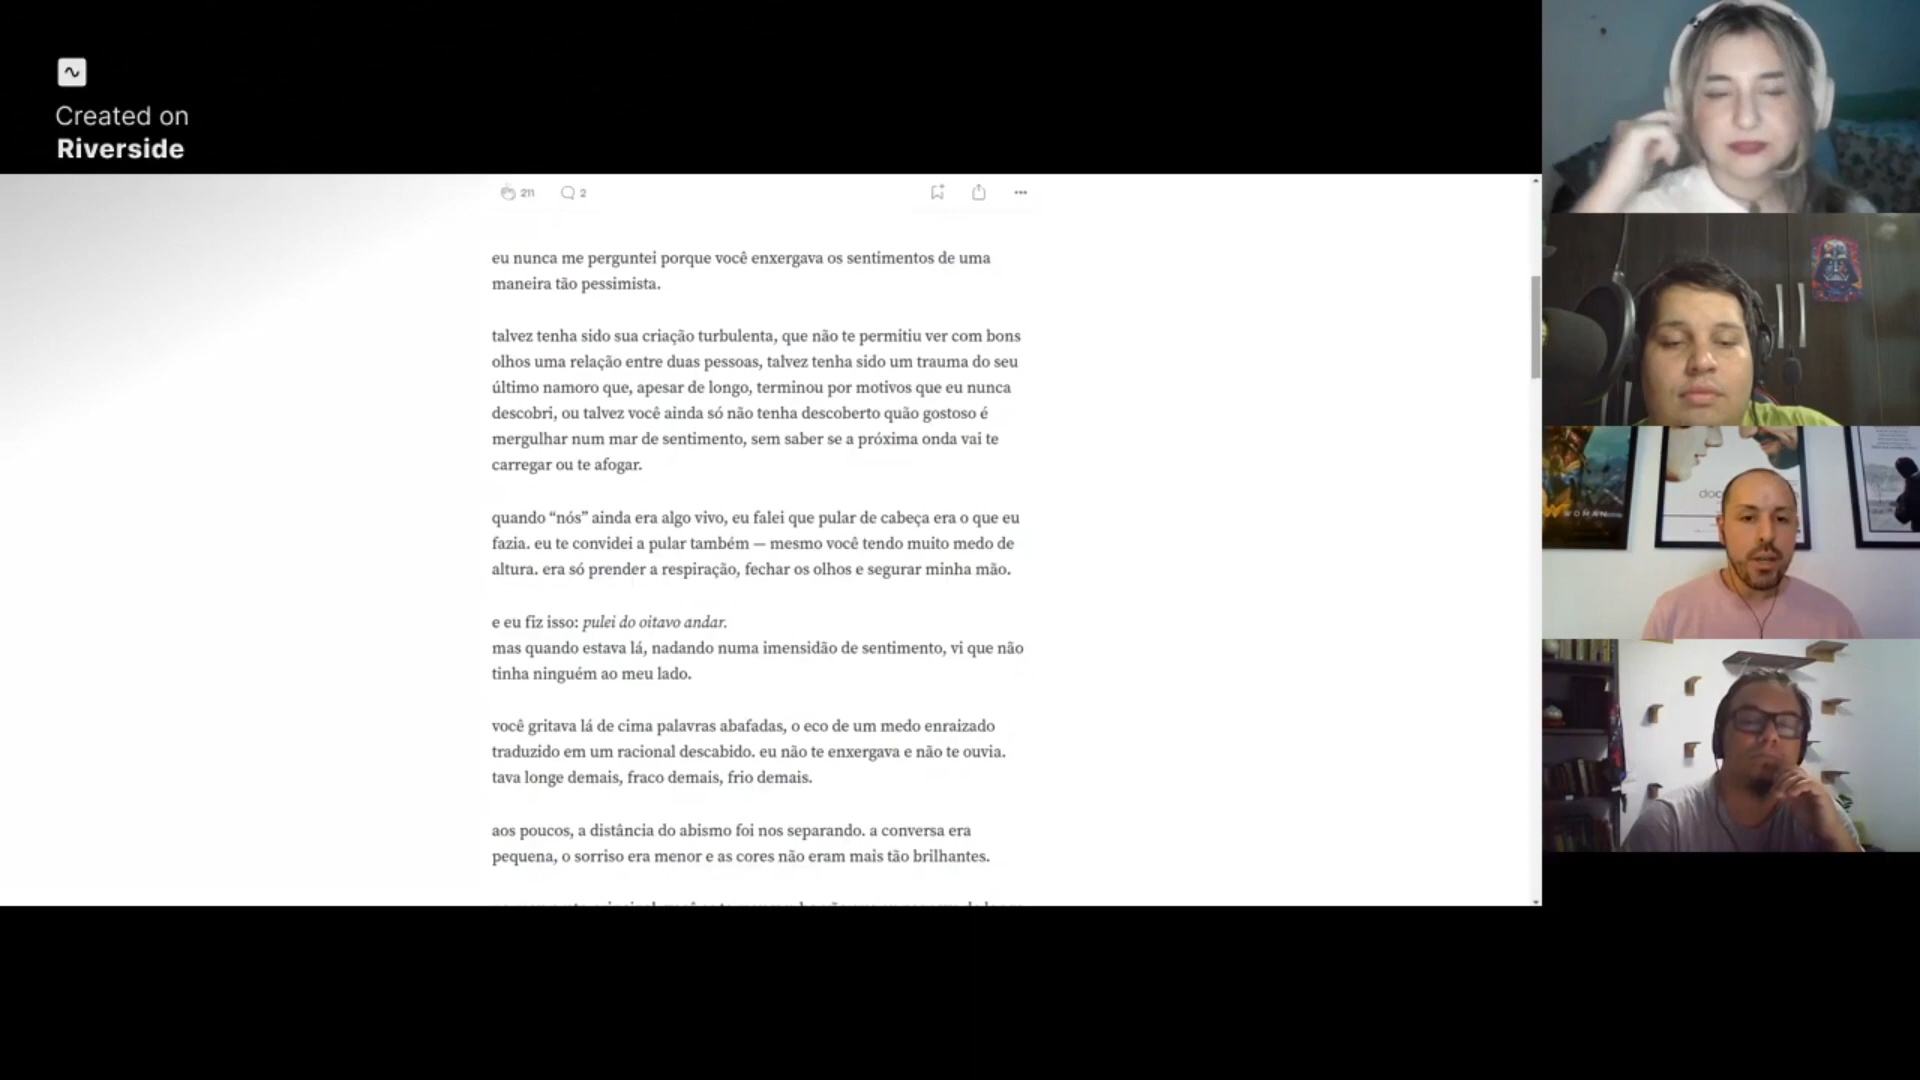 Created on
Riverside
211 2
eu nunca me perguntei porque você enxergava os sentimentos de uma
maneira tão pessimista.
talvez tenha sido sua criação turbulenta, que não te permitiu ver com bons
olhos uma relação entre duas pessoas, talvez tenha sido um trauma do seu
último namoro que, apesar de longo, terminou por motivos que eu nunca
descobri, ou talvez você ainda só não tenha descoberto quão gostoso é
mergulhar num mar de sentimento, sem saber se a próxima onda vai te
carregar ou te afogar.
quando “nós” ainda era algo vivo, eu falei que pular de cabeça era o que eu
fazia. eu te convidei a pular também — mesmo você tendo muito medo de
altura. era só prender a respiração, fechar os olhos e segurar minha mão.
e eu fiz isso: pulei do oitavo andar.
mas quando estava lá, nadando numa imensidão de sentimento, vi que não
tinha ninguém ao meu lado.
você gritava lá de cima palavras abafadas, o eco de um medo enraizado
traduzido em um racional descabido. eu não te enxergava e não te ouvia.
tava longe demais, fraco demais, frio demais.
aos poucos, a distância do abismo foi nos separando. a conversa era
pequena, o sorriso era menor e as cores não eram mais tão brilhantes.
WOMAN
doc